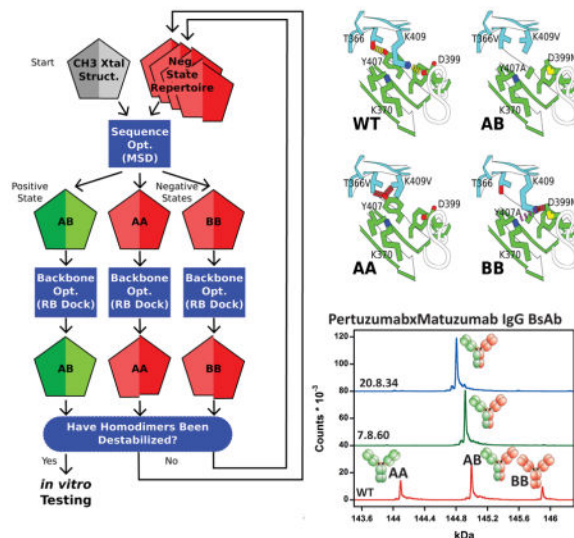 Start
CH3 Xtal
Struct.
Neg.
State
Repertoire
Sequence
Opt.
(MSD)
Positive
State
Negative
States
AB
AA
BB
Backbone
Opt.
(RB Dock)
Backbone
Opt.
(RB Dock)
Backbone
Opt.
(RB Dock)
AB
AA
BB
Have Homodimers Been
Destabilized?
Yes
No
in vitro
Testing
T366
K409
Y407
D399
K370
WT
T366V
K409V
Y407A
D399M
K370
AB
T366V
K409V
Y407
D399
K370
AA
T366
K409
Y407A
D399M
K370
BB
PertuzumabxMatuzumab IgG BsAb
Counts * 10⁻³
120
100
80
60
40
20
0
20.8.34
7.8.60
WT
AA
AB
BB
143.6 144 144.4 144.8 145.2 145.6 146
kDa